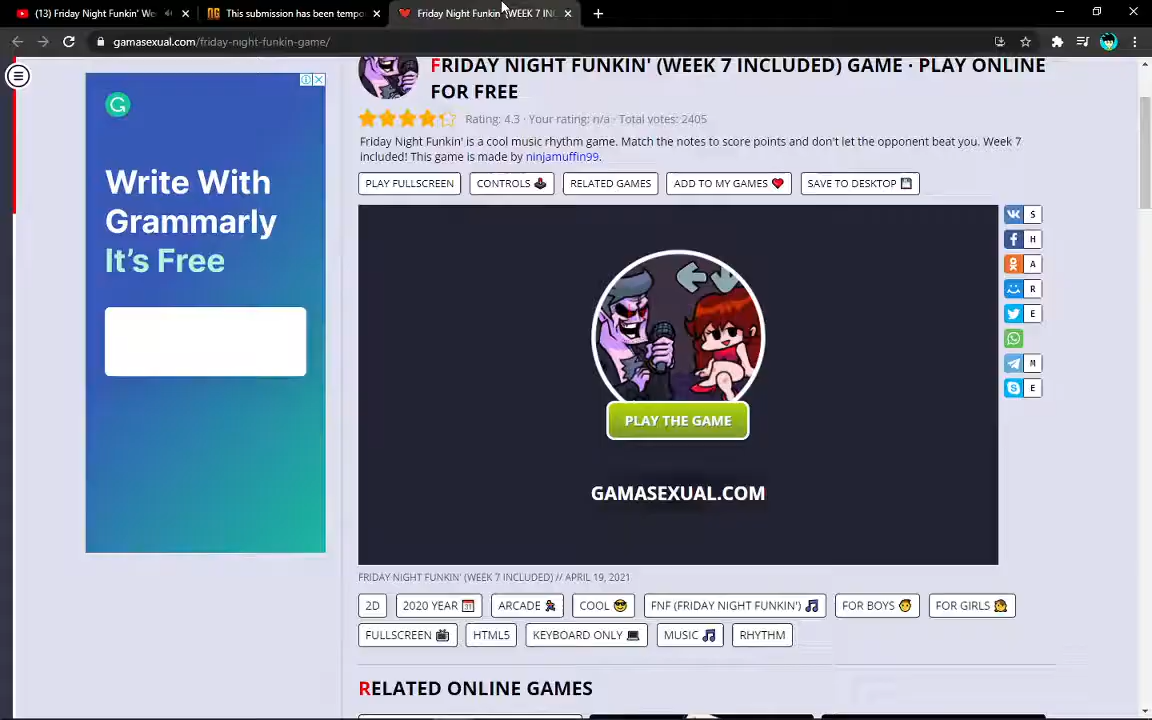 (13) Friday Night Funkin' We
This submission has been tempo
Friday Night Funkin' (WEEK 7 INC
gamasexual.com/friday-night-funkin-game/
Write With
Grammarly
It's Free
FRIDAY NIGHT FUNKIN' (WEEK 7 INCLUDED) GAME · PLAY ONLINE
FOR FREE
Rating: 4.3 · Your rating: n/a · Total votes: 2405
Friday Night Funkin' is a cool music rhythm game. Match the notes to score points and don't let the opponent beat you. Week 7
included! This game is made by ninjamuffin99.
PLAY FULLSCREEN
CONTROLS
RELATED GAMES
ADD TO MY GAMES
SAVE TO DESKTOP
S
H
A
R
E
M
E
PLAY THE GAME
GAMASEXUAL.COM
FRIDAY NIGHT FUNKIN' (WEEK 7 INCLUDED) // APRIL 19, 2021
2D
2020 YEAR
ARCADE
COOL
FNF (FRIDAY NIGHT FUNKIN')
FOR BOYS
FOR GIRLS
FULLSCREEN
HTML5
KEYBOARD ONLY
MUSIC
RHYTHM
RELATED ONLINE GAMES